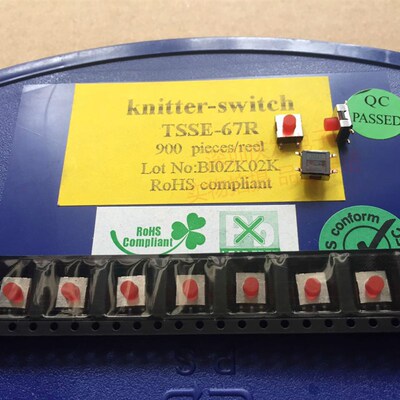 knitter-switch
TSSE-67R
900 pieces/reel
Lot No:BI0ZK02K
RoHS compliant
QC
PASSED
RoHS
Compliant
S conform